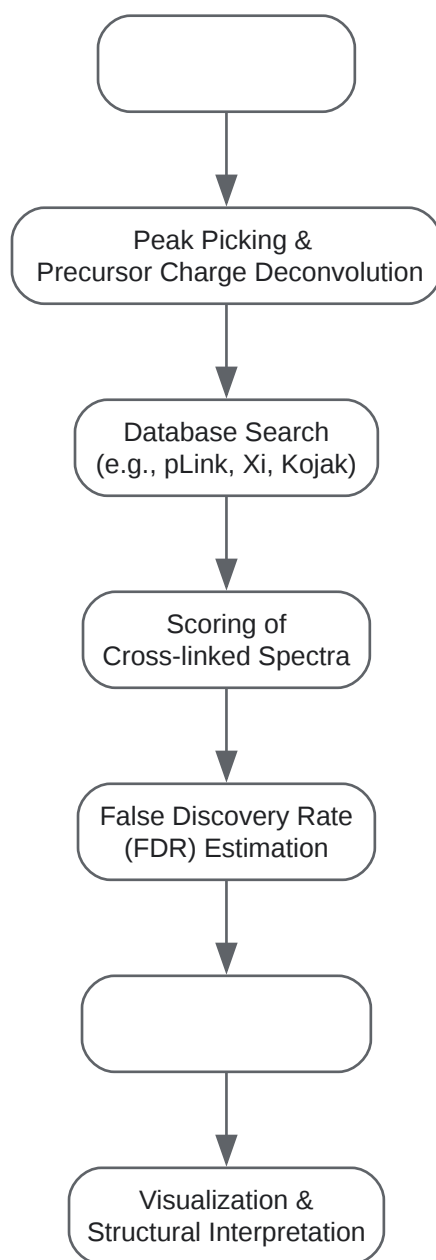 Peak Picking &
Precursor Charge Deconvolution
Database Search
(e.g., pLink, Xi, Kojak)
Scoring of
Cross-linked Spectra
False Discovery Rate
(FDR) Estimation
Visualization &
Structural Interpretation